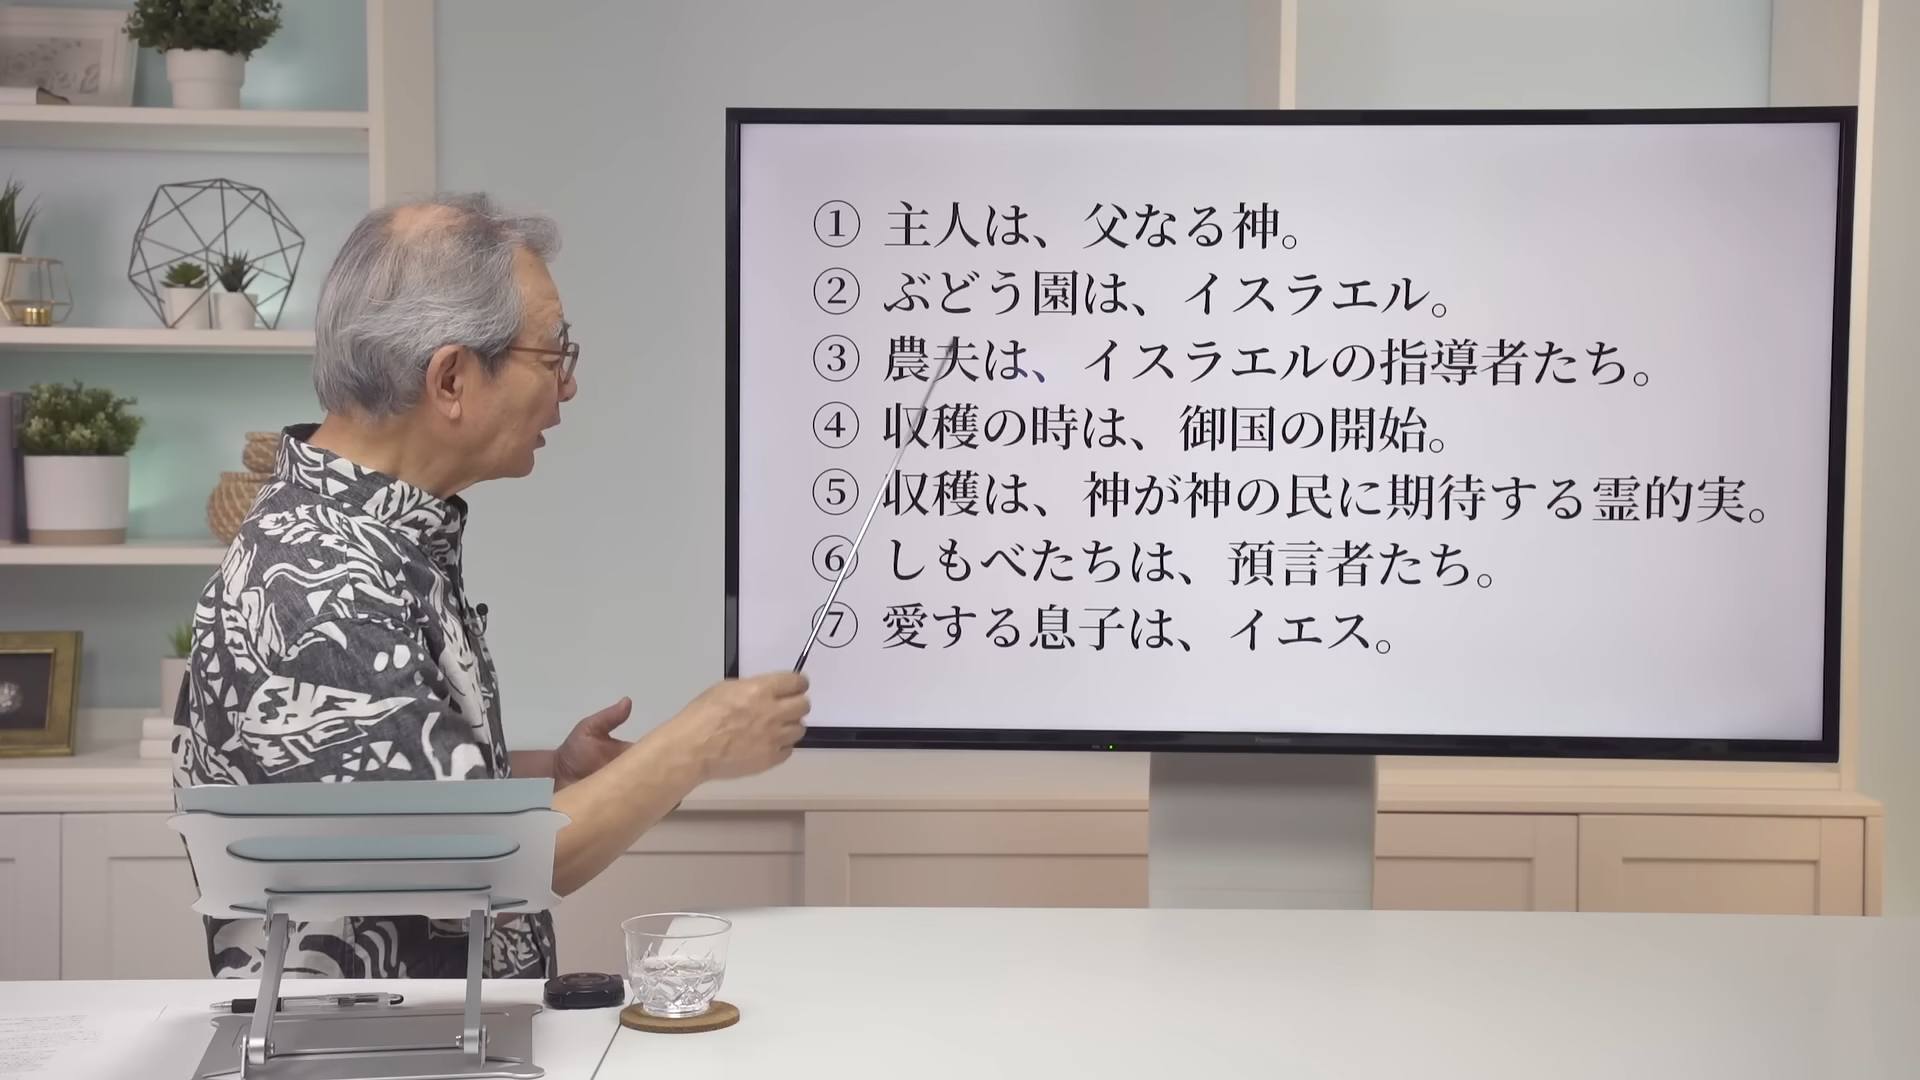 ① 主人は、父なる神。
② ぶどう園は、イスラエル。
③ 農夫は、イスラエルの指導者たち。
④ 収穫の時は、御国の開始。
⑤ 収穫は、神が神の民に期待する霊的実。
⑥ しもべたちは、預言者たち。
⑦ 愛する息子は、イエス。